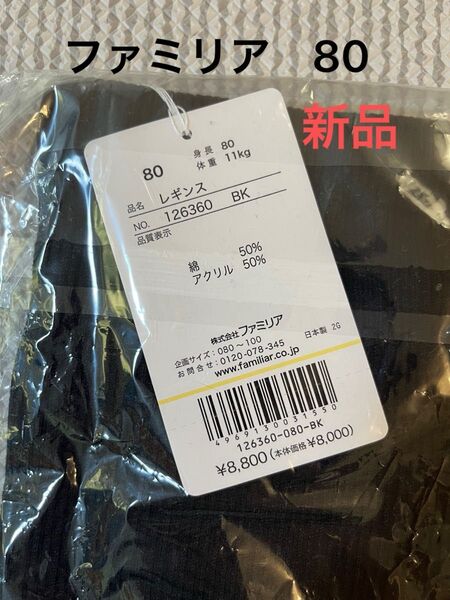 ファミリア 80
新品
80 身長 80
体重 11kg
品名 レギンス
NO. 126360 BK
品質表示
綿 50%
アクリル 50%
株式会社ファミリア
企画サイズ：080～100 日本製 2G
お問合せ：0120-078-345
www.familiar.co.jp
4969130031550
126360-080-BK
¥8,800(本体価格¥8,000)